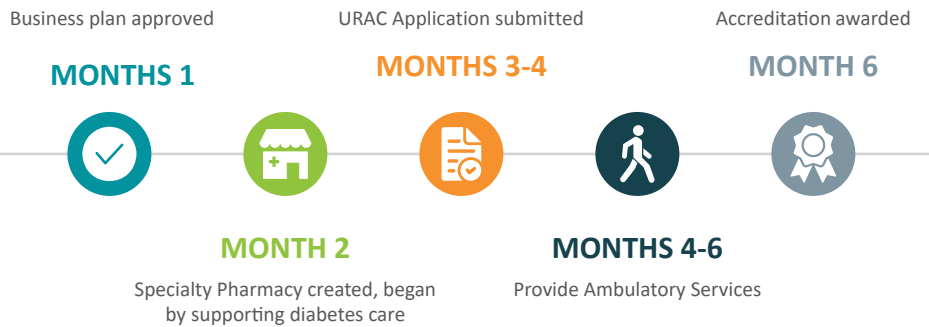 Business plan approved
MONTHS 1
MONTH 2
Specialty Pharmacy created, began
by supporting diabetes care
URAC Application submitted
MONTHS 3-4
MONTHS 4-6
Provide Ambulatory Services
Accreditation awarded
MONTH 6